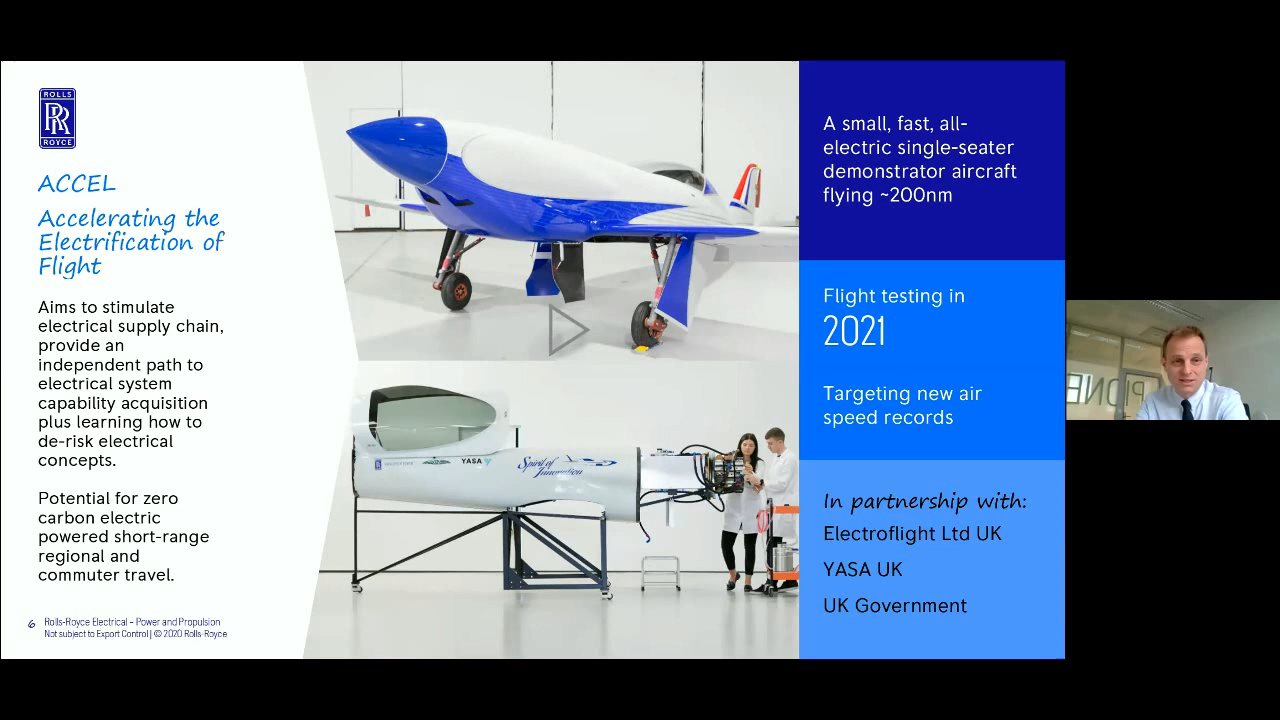 ROLLS
RR
ROYCE
ACCEL
Accelerating the
Electrification of
Flight
Aims to stimulate
electrical supply chain,
provide an
independent path to
electrical system
capability acquisition
plus learning how to
de-risk electrical
concepts.
Potential for zero
carbon electric
powered short-range
regional and
commuter travel.
6
Rolls-Royce Electrical – Power and Propulsion
Not subject to Export Control | © 2020 Rolls-Royce
YASA
Spirit of
Innovation
A small, fast, all-
electric single-seater
demonstrator aircraft
flying ~200nm
Flight testing in
2021
Targeting new air
speed records
In partnership with:
Electroflight Ltd UK
YASA UK
UK Government
PIONE